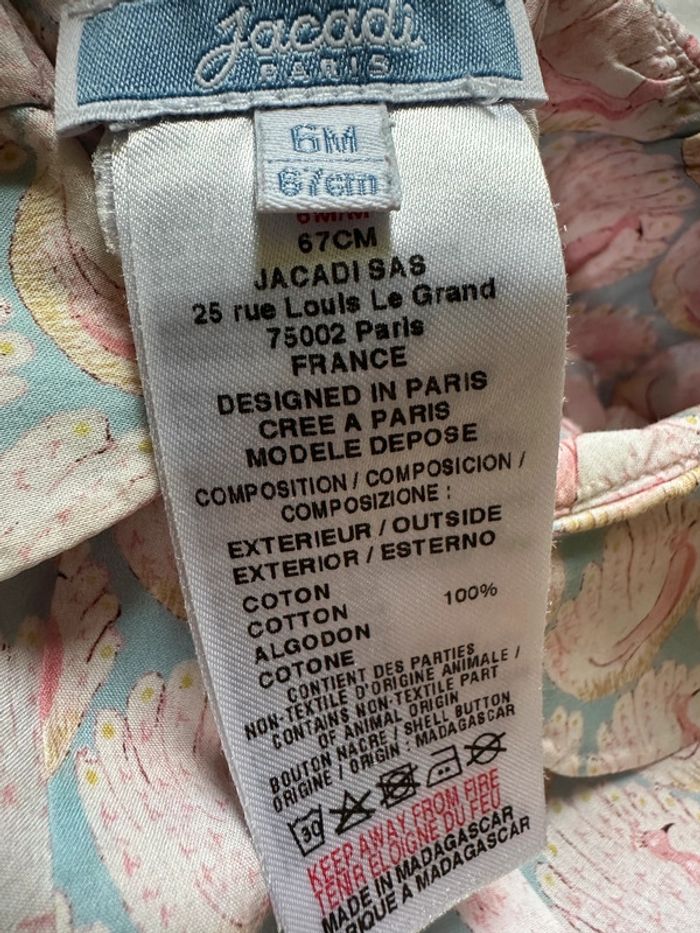 Jacadi
PARIS
6M
67cm
67CM
JACADI SAS
25 rue Louis Le Grand
75002 Paris
FRANCE
DESIGNED IN PARIS
CREE A PARIS
MODELE DEPOSE
COMPOSITION / COMPOSICION /
COMPOSIZIONE :
EXTERIEUR / OUTSIDE
EXTERIOR / ESTERNO
COTON
COTTON 100%
ALGODON
COTONE
CONTIENT DES PARTIES
NON-TEXTILE D'ORIGINE ANIMALE /
CONTAINS NON-TEXTILE PART
OF ANIMAL ORIGIN
BOUTON NACRE / SHELL BUTTON
ORIGINE / ORIGIN : MADAGASCAR
30
KEEP AWAY FROM FIRE
TENIR ELOIGNE DU FEU
MADE IN MADAGASCAR
A MADAGASCAR